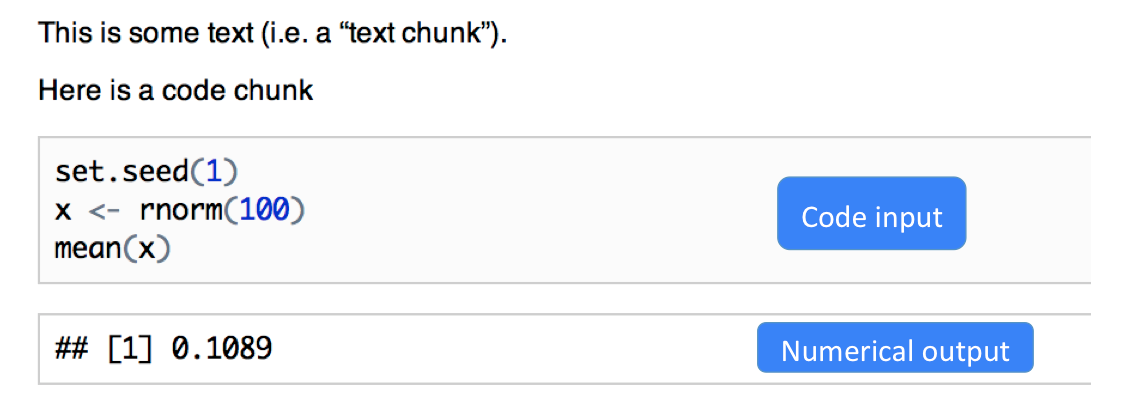 This is some text (i.e. a “text chunk”).
Here is a code chunk
set.seed(1)
x <- rnorm(100)
mean(x)
Code input
## [1] 0.1089
Numerical output